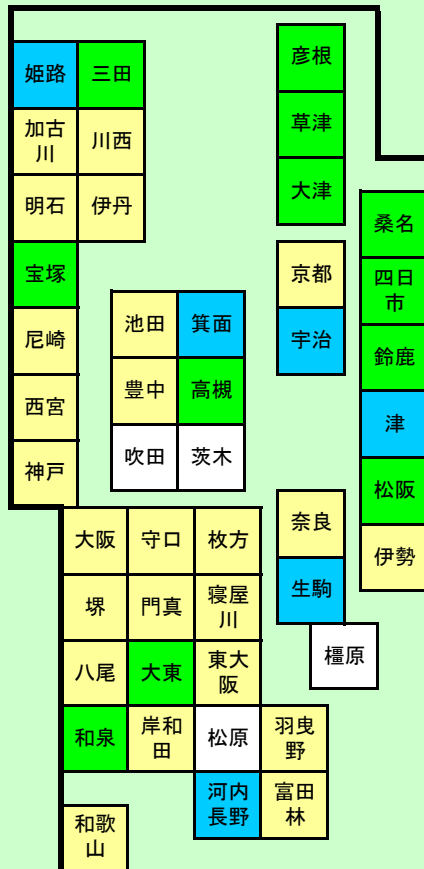 姫路
三田
加古
川
川西
明石
伊丹
宝塚
尼崎
西宮
神戸
彦根
草津
大津
京都
宇治
桑名
四日
市
鈴鹿
津
松阪
伊勢
池田
箕面
豊中
高槻
吹田
茨木
奈良
生駒
橿原
大阪
守口
枚方
堺
門真
寝屋
川
八尾
大東
東大
阪
和泉
岸和
田
松原
羽曳
野
河内
長野
富田
林
和歌
山